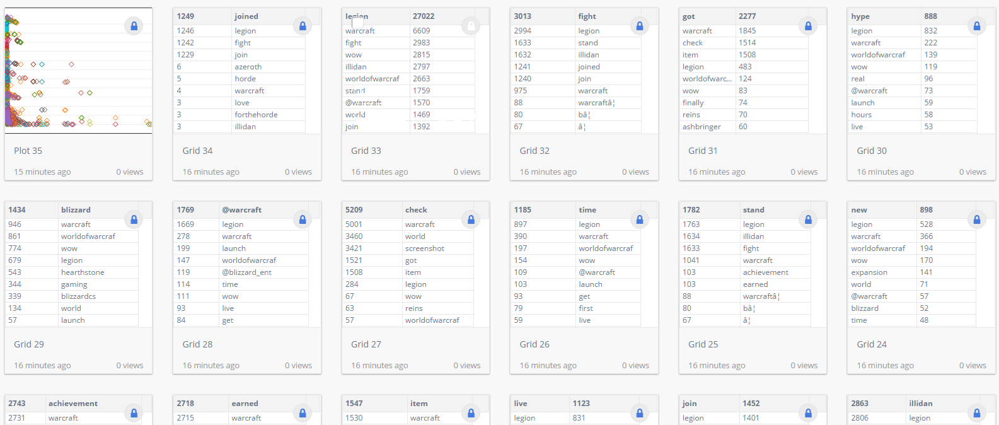 1249 joined
1246 legion
1242 fight
1229 join
6 azeroth
5 horde
4 warcraft
3 love
3 forthehorde
3 illidan
legion 27022
warcraft 6609
fight 2983
wow 2815
illidan 2797
worldofwarcraf 2663
stand 1759
@warcraft 1570
world 1469
join 1392
3013 fight
2994 legion
1633 stand
1632 illidan
1241 joined
1240 join
975 warcraft
88 warcraftâ¦
80 bâ¦
67 â¦
got 2277
warcraft 1845
check 1514
item 1508
legion 483
worldofwarc... 124
wow 83
finally 74
reins 70
ashbringer 60
hype 888
legion 832
warcraft 222
worldofwarcraf 139
wow 119
real 96
@warcraft 73
launch 59
hours 58
live 53
Plot 35
15 minutes ago 0 views
Grid 34
16 minutes ago 0 views
Grid 33
16 minutes ago 0 views
Grid 32
16 minutes ago 0 views
Grid 31
16 minutes ago 0 views
Grid 30
16 minutes ago 0 views
1434 blizzard
946 warcraft
861 worldofwarcraf
774 wow
679 legion
543 hearthstone
344 gaming
339 blizzardcs
134 world
57 launch
Grid 29
16 minutes ago 0 views
1769 @warcraft
1669 legion
278 warcraft
199 launch
147 worldofwarcraf
119 @blizzard_ent
114 time
111 wow
93 live
84 get
Grid 28
16 minutes ago 0 views
5209 check
5001 warcraft
3460 world
3421 screenshot
1521 got
1508 item
284 legion
67 wow
63 reins
57 worldofwarcraf
Grid 27
16 minutes ago 0 views
1185 time
897 legion
390 warcraft
197 worldofwarcraf
154 wow
109 @warcraft
103 launch
93 get
79 first
59 live
Grid 26
16 minutes ago 0 views
1782 stand
1763 legion
1634 illidan
1633 fight
1041 warcraft
103 achievement
103 earned
88 warcraftâ¦
80 bâ¦
67 â¦
Grid 25
16 minutes ago 0 views
new 898
legion 528
warcraft 366
worldofwarcraf 194
wow 170
expansion 141
world 71
@warcraft 57
blizzard 52
time 48
Grid 24
16 minutes ago 0 views
2743 achievement
2731 warcraft
2718 earned
2715 warcraft
1547 item
1530 warcraft
live 1123
legion 831
join 1452
legion 1401
2863 illidan
2806 legion